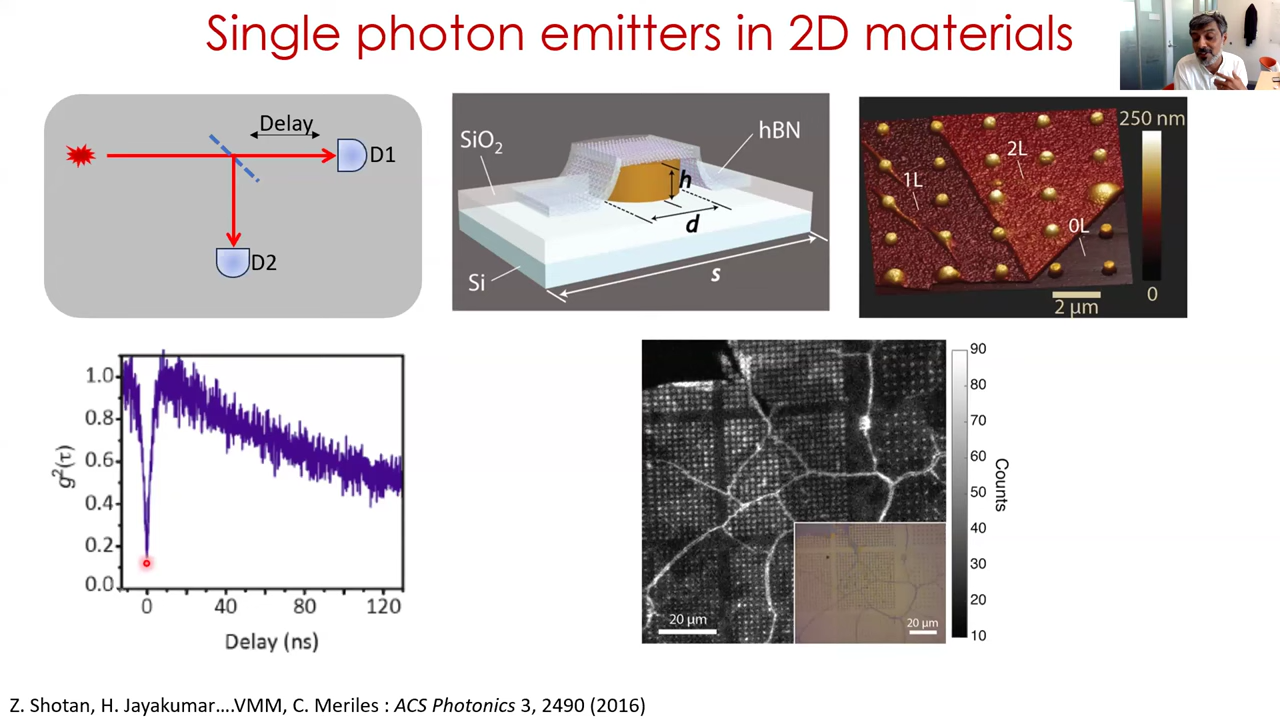 Single photon emitters in 2D materials
Delay
D1
D2
SiO2
hBN
h
d
s
Si
250 nm
2L
1L
0L
0
2 µm
1.0
0.8
0.6
0.4
0.2
0.0
g²(τ)
0 40 80 120
Delay (ns)
90
80
70
60
50
40
30
20
10
Counts
20 µm
20 µm
Z. Shotan, H. Jayakumar....VMM, C. Meriles : ACS Photonics 3, 2490 (2016)